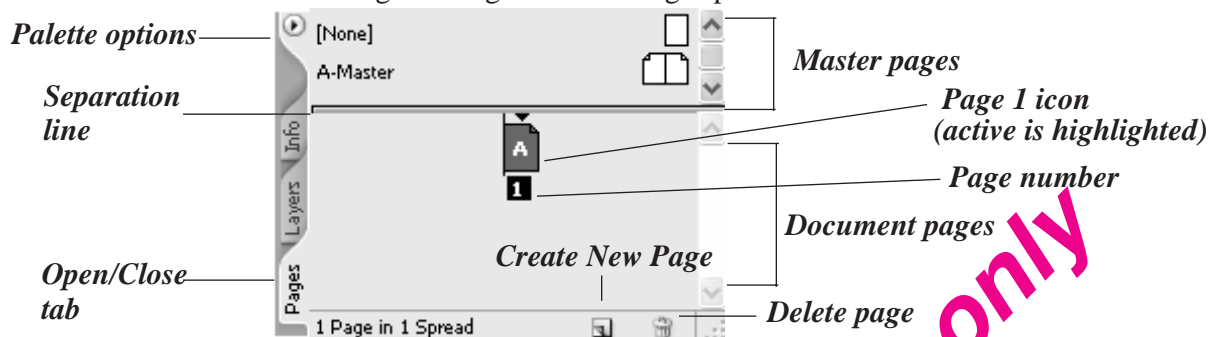 Palette options
[None]
A-Master
Master pages
Separation
line
Page 1 icon
(active is highlighted)
Info
A
1
Page number
Layers
Document pages
Create New Page
Open/Close
tab
Pages
Delete page
1 Page in 1 Spread
only